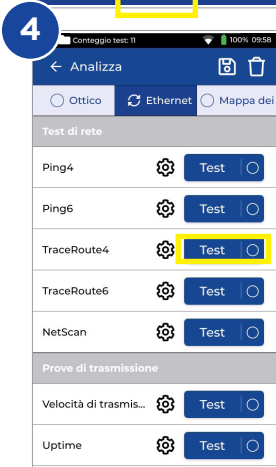 4
Conteggio test: 11 100% 09:58
← Analizza
Ottico Ethernet Mappa dei
Test di rete
Ping4 Test
Ping6 Test
TraceRoute4 Test
TraceRoute6 Test
NetScan Test
Prove di trasmissione
Velocità di trasmis... Test
Uptime Test